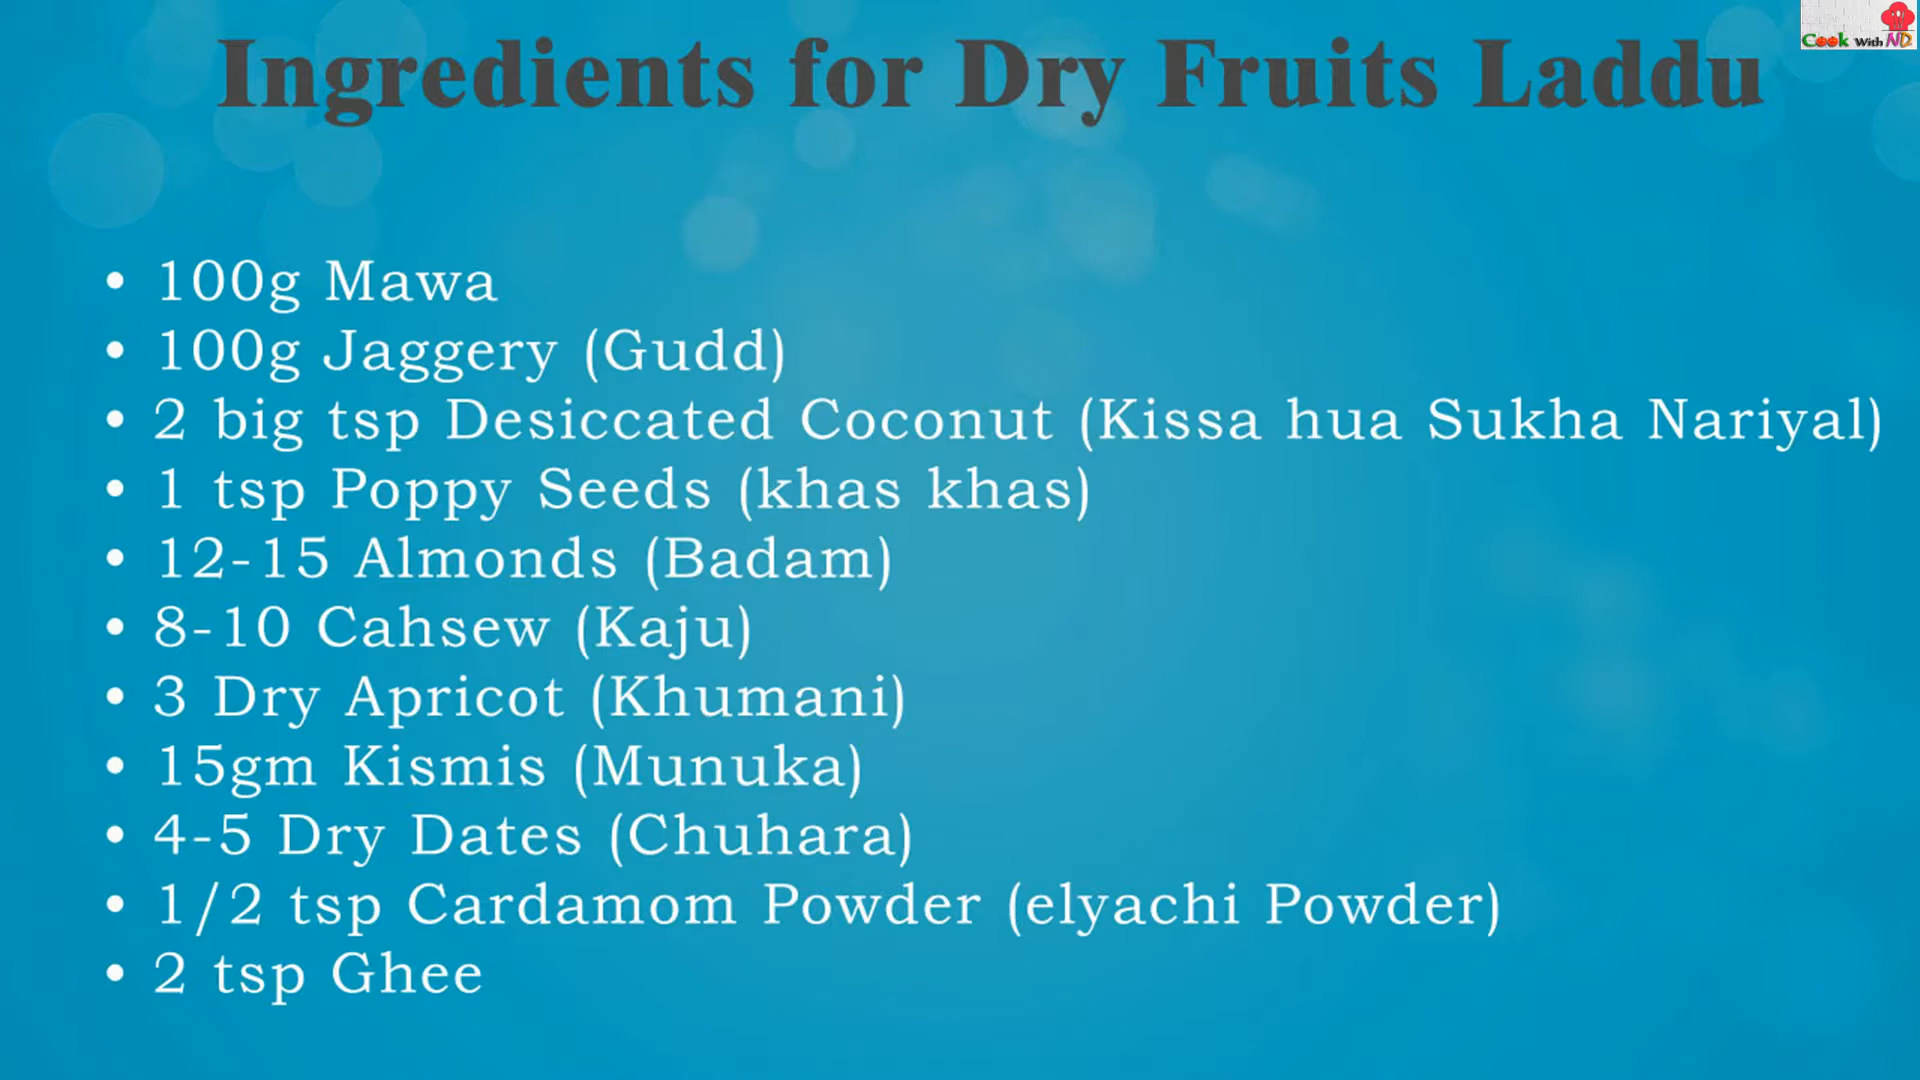 Cook With ND
Ingredients for Dry Fruits Laddu
• 100g Mawa
• 100g Jaggery (Gudd)
• 2 big tsp Desiccated Coconut (Kissa hua Sukha Nariyal)
• 1 tsp Poppy Seeds (khas khas)
• 12-15 Almonds (Badam)
• 8-10 Cahsew (Kaju)
• 3 Dry Apricot (Khumani)
• 15gm Kismis (Munuka)
• 4-5 Dry Dates (Chuhara)
• 1/2 tsp Cardamom Powder (elyachi Powder)
• 2 tsp Ghee